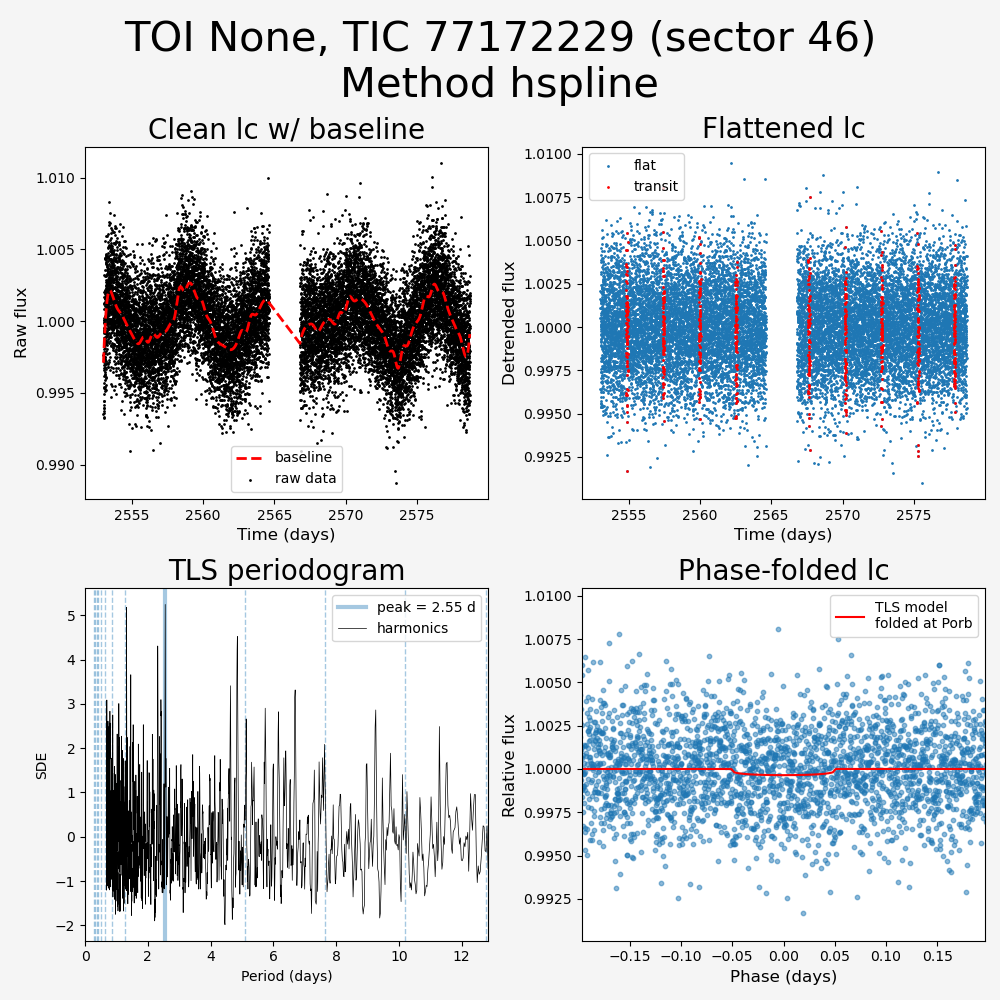 TOI None, TIC 77172229 (sector 46)
Method hspline
Clean lc w/ baseline
Flattened lc
1.010
1.005
1.000
0.995
0.990
Raw flux
baseline
raw data
2555
2560
2565
2570
2575
Time (days)
1.0100
1.0075
1.0050
1.0025
1.0000
0.9975
0.9950
0.9925
Detrended flux
flat
transit
2555
2560
2565
2570
2575
Time (days)
TLS periodogram
Phase-folded lc
5
4
3
2
1
0
−1
−2
SDE
peak = 2.55 d
harmonics
0
2
4
6
8
10
12
Period (days)
1.0100
1.0075
1.0050
1.0025
1.0000
0.9975
0.9950
0.9925
Relative flux
TLS model
folded at Porb
−0.15
−0.10
−0.05
0.00
0.05
0.10
0.15
Phase (days)